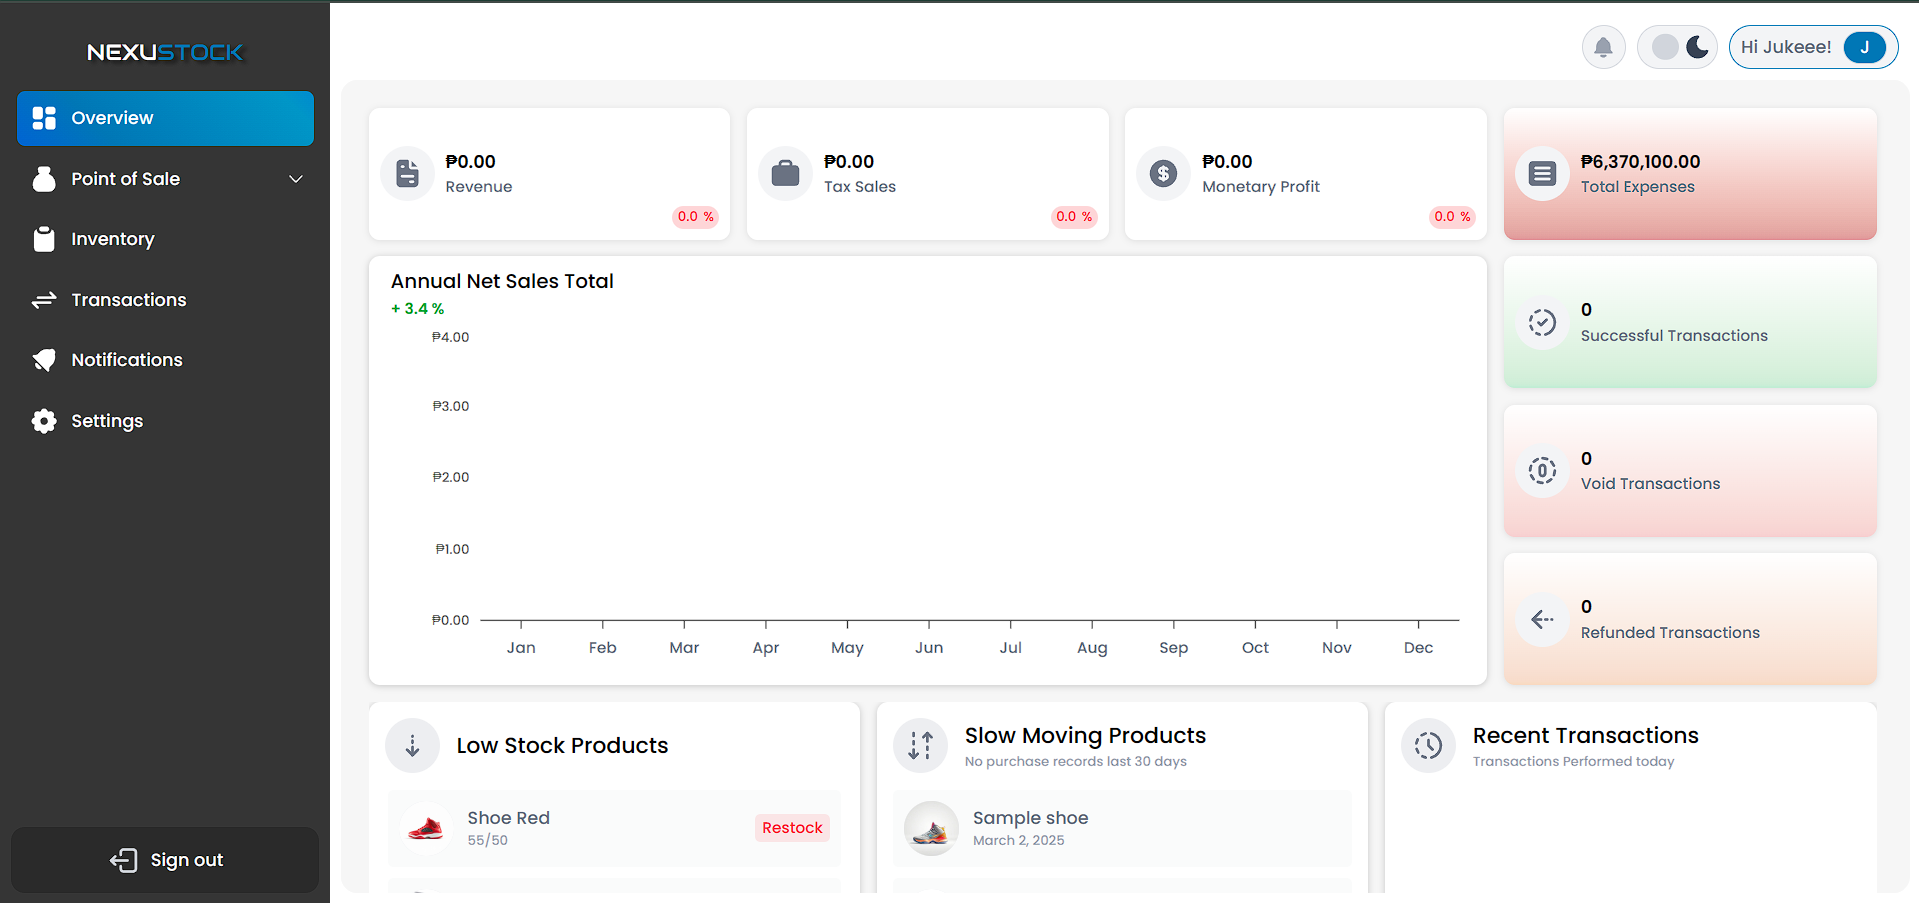 NEXUSTOCK
Overview
Point of Sale
Inventory
Transactions
Notifications
Settings
Sign out
Hi Jukeee!
J
₱0.00
Revenue
0.0 %
₱0.00
Tax Sales
0.0 %
₱0.00
Monetary Profit
0.0 %
₱6,370,100.00
Total Expenses
Annual Net Sales Total
+ 3.4 %
₱4.00
₱3.00
₱2.00
₱1.00
₱0.00
Jan Feb Mar Apr May Jun Jul Aug Sep Oct Nov Dec
0
Successful Transactions
0
Void Transactions
0
Refunded Transactions
Low Stock Products
Shoe Red
55/50
Restock
Slow Moving Products
No purchase records last 30 days
Sample shoe
March 2, 2025
Recent Transactions
Transactions Performed today